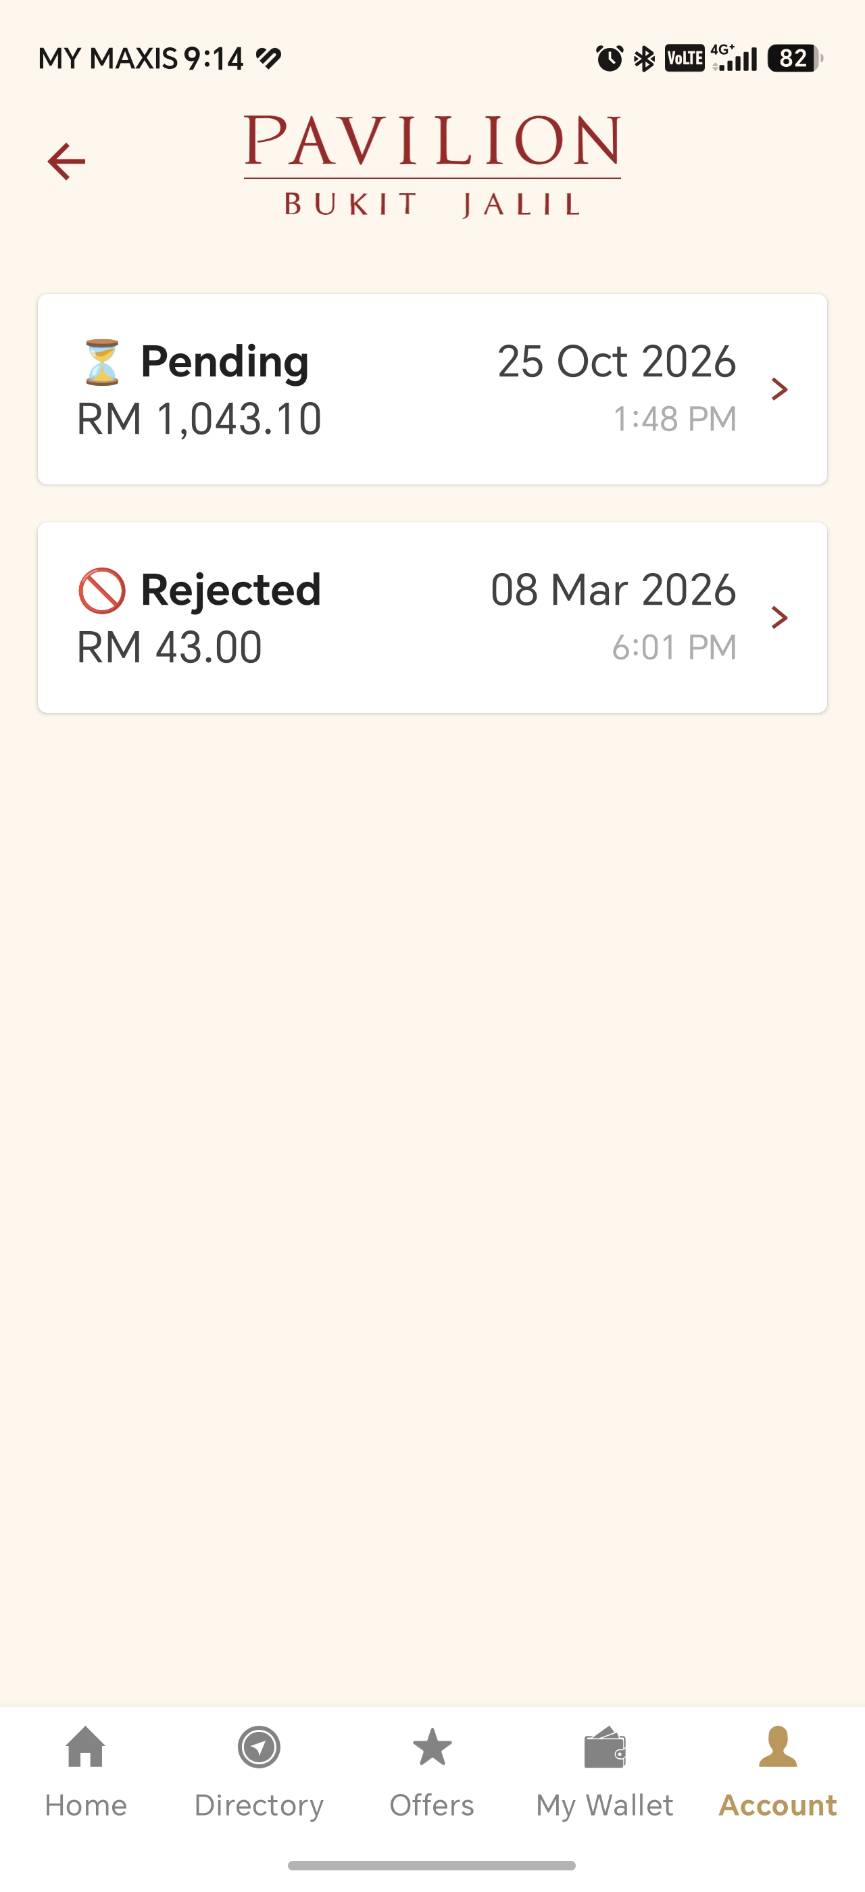 MY MAXIS 9:14 VoLTE 4G+ 82
PAVILION
BUKIT JALIL
Pending 25 Oct 2026
RM 1,043.10 1:48 PM
Rejected 08 Mar 2026
RM 43.00 6:01 PM
Home Directory Offers My Wallet Account